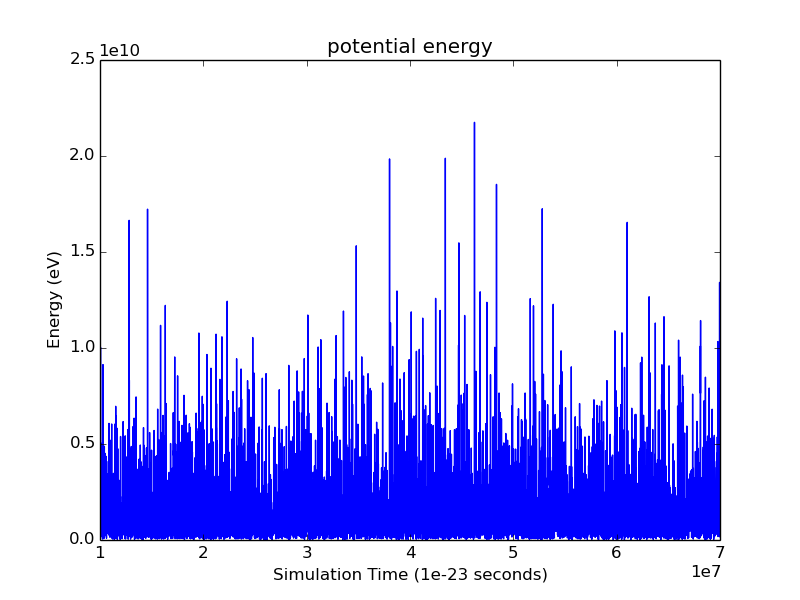 potential energy
1e10
2.5
2.0
1.5
1.0
0.5
0.0
Energy (eV)
1 2 3 4 5 6 7
1e7
Simulation Time (1e-23 seconds)